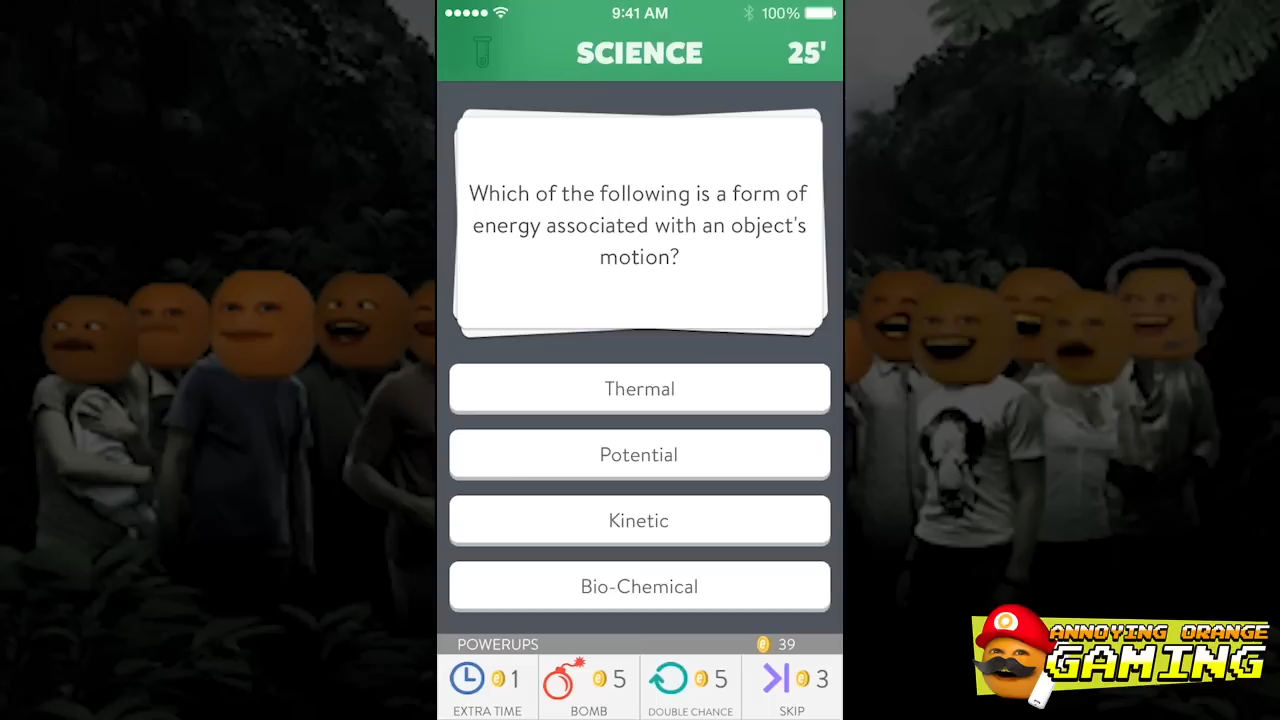 9:41 AM
100%
SCIENCE
25'
Which of the following is a form of
energy associated with an object's
motion?
Thermal
Potential
Kinetic
Bio-Chemical
POWERUPS
39
1
5
5
3
EXTRA TIME
BOMB
DOUBLE CHANCE
SKIP
ANNOYING ORANGE
GAMING